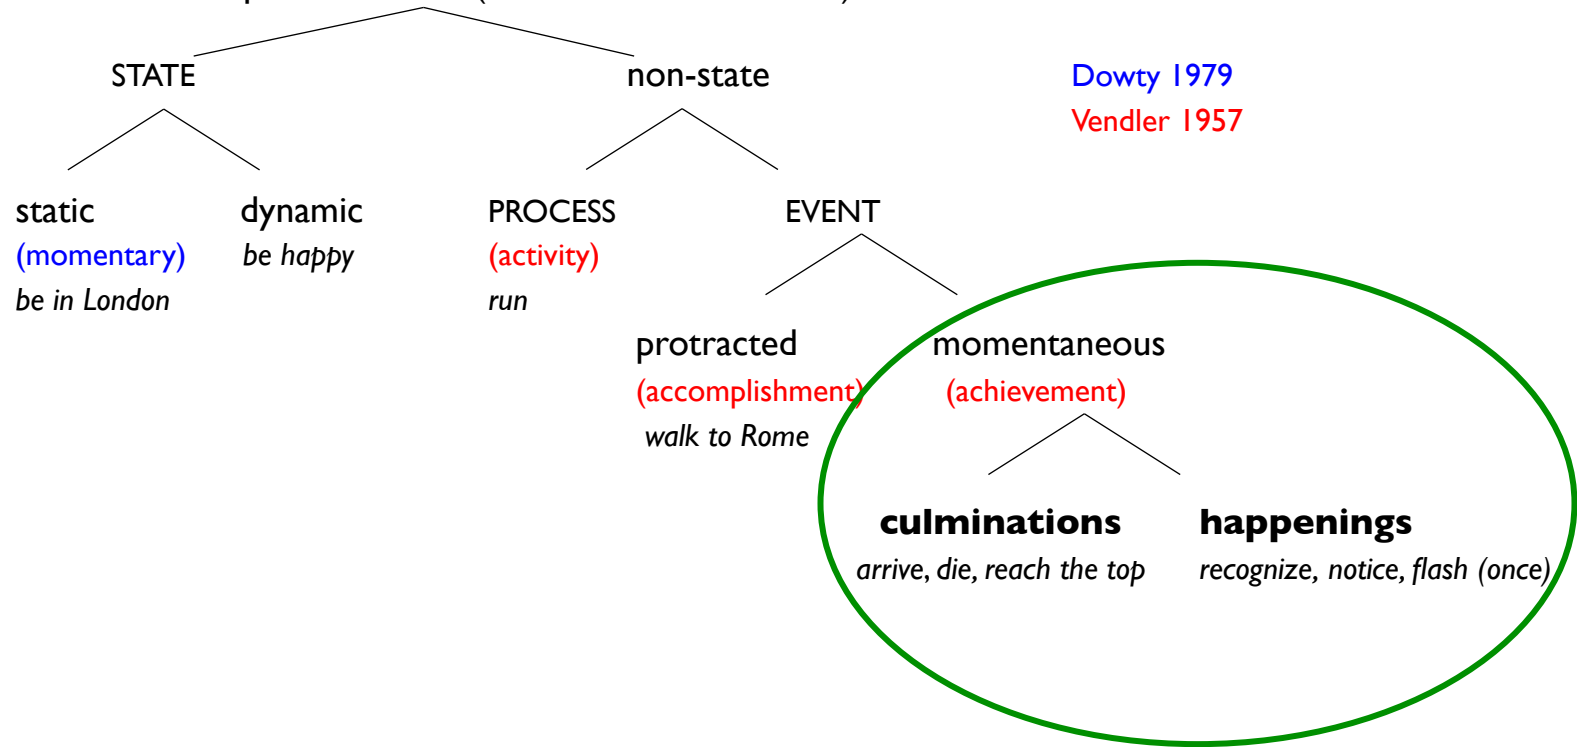 STATE non-state Dowty 1979
Vendler 1957
static dynamic PROCESS EVENT
(momentary) be happy (activity)
be in London run
protracted momentaneous
(accomplishment) (achievement)
walk to Rome
culminations happenings
arrive, die, reach the top recognize, notice, flash (once)